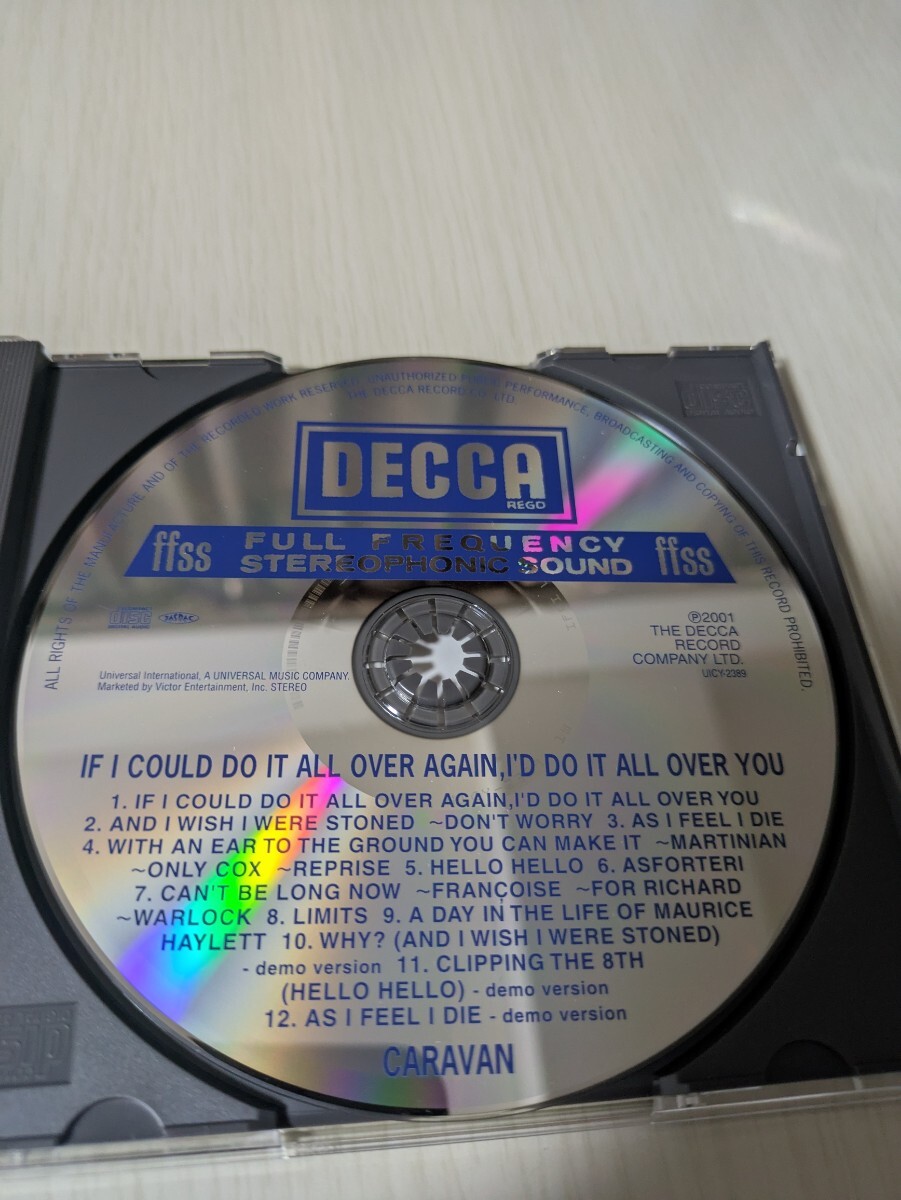 ALL RIGHTS OF THE MANUFACTURE AND OF THE RECORDED WORK RESERVED. UNAUTHORIZED PUBLIC PERFORMANCE, BROADCASTING AND COPYING OF THIS RECORD PROHIBITED.
THE DECCA RECORD CO. LTD.
DECCA
REGD
ffss FULL FREQUENCY ffss
STEREOPHONIC SOUND
disc
JASRAC
℗2001
THE DECCA
RECORD
COMPANY LTD.
UICY-2389
Universal International, A UNIVERSAL MUSIC COMPANY.
Marketed by Victor Entertainment, Inc. STEREO
IF I COULD DO IT ALL OVER AGAIN,I'D DO IT ALL OVER YOU
1. IF I COULD DO IT ALL OVER AGAIN,I'D DO IT ALL OVER YOU
2. AND I WISH I WERE STONED ~DON'T WORRY 3. AS I FEEL I DIE
4. WITH AN EAR TO THE GROUND YOU CAN MAKE IT ~MARTINIAN
~ONLY COX ~REPRISE 5. HELLO HELLO 6. ASFORTERI
7. CAN'T BE LONG NOW ~FRANÇOISE ~FOR RICHARD
~WARLOCK 8. LIMITS 9. A DAY IN THE LIFE OF MAURICE
HAYLETT 10. WHY? (AND I WISH I WERE STONED)
- demo version 11. CLIPPING THE 8TH
(HELLO HELLO) - demo version
12. AS I FEEL I DIE - demo version
CARAVAN